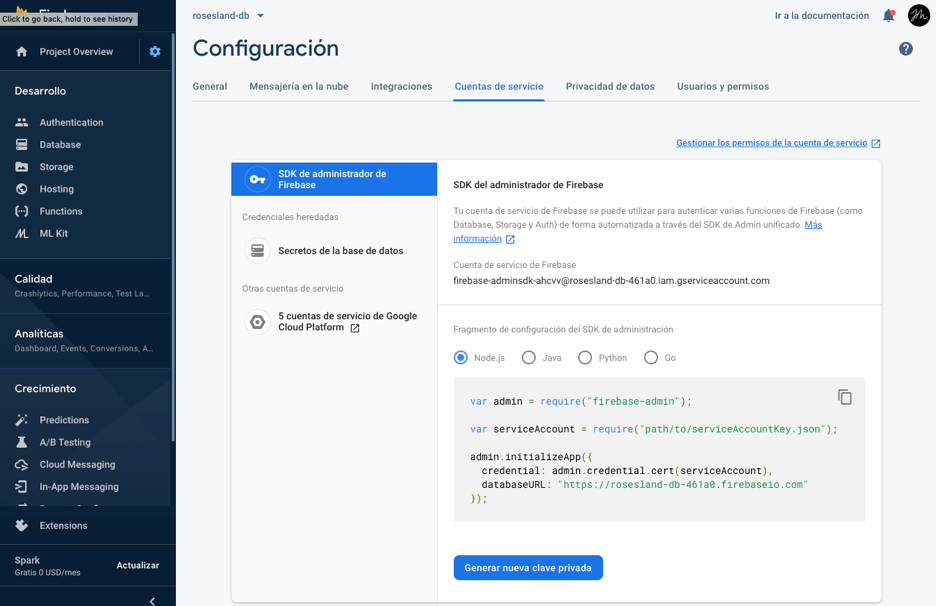 Click to go back, hold to see history
rosesland-db
Ir a la documentación
Project Overview
Configuración
General
Mensajería en la nube
Integraciones
Cuentas de servicio
Privacidad de datos
Usuarios y permisos
Desarrollo
Authentication
Database
Storage
Hosting
Functions
ML Kit
Calidad
Crashlytics, Performance, Test La...
Analíticas
Dashboard, Events, Conversions, A...
Crecimiento
Predictions
A/B Testing
Cloud Messaging
In-App Messaging
Extensions
Spark
Gratis 0 USD/mes
Actualizar
Gestionar los permisos de la cuenta de servicio
SDK de administrador de
Firebase
Credenciales heredadas
Secretos de la base de datos
Otras cuentas de servicio
5 cuentas de servicio de Google
Cloud Platform
SDK del administrador de Firebase
Tu cuenta de servicio de Firebase se puede utilizar para autenticar varias funciones de Firebase (como
Database, Storage y Auth) de forma automatizada a través del SDK de Admin unificado. Más
información
Cuenta de servicio de Firebase
firebase-adminsdk-ahcvv@rosesland-db-461a0.iam.gserviceaccount.com
Fragmento de configuración del SDK de administración
Node.js
Java
Python
Go
var admin = require("firebase-admin");
var serviceAccount = require("path/to/serviceAccountKey.json");
admin.initializeApp({
credential: admin.credential.cert(serviceAccount),
databaseURL: "https://rosesland-db-461a0.firebaseio.com"
});
Generar nueva clave privada